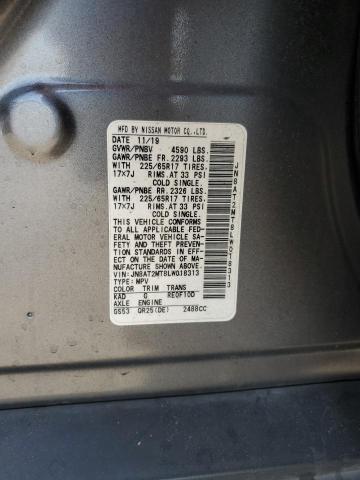 MFD BY NISSAN MOTOR CO.,LTD.
DATE 11/19
GVWR/PNBV 4590 LBS.
GAWR/PNBE FR. 2293 LBS.
WITH 225/65R17 TIRES.
17X7J RIMS.AT 33 PSI
COLD SINGLE.
GAWR/PNBE RR. 2326 LBS.
WITH 225/65R17 TIRES.
17X7J RIMS.AT 33 PSI
COLD SINGLE.
THIS VEHICLE CONFORMS
TO ALL APPLICABLE FED-
ERAL MOTOR VEHICLE SA-
FETY AND THEFT PREVEN-
TION STANDARDS IN EFF-
ECT ON THE DATE OF MA-
NUFACTURE SHOWN ABOVE.
VIN: JN8AT2MT8LW018313
TYPE: MPV
COLOR TRIM TRANS
KAD G RE0F10D
AXLE ENGINE
GS53 QR25(DE) 2488CC
JN8AT2MT8LW018313